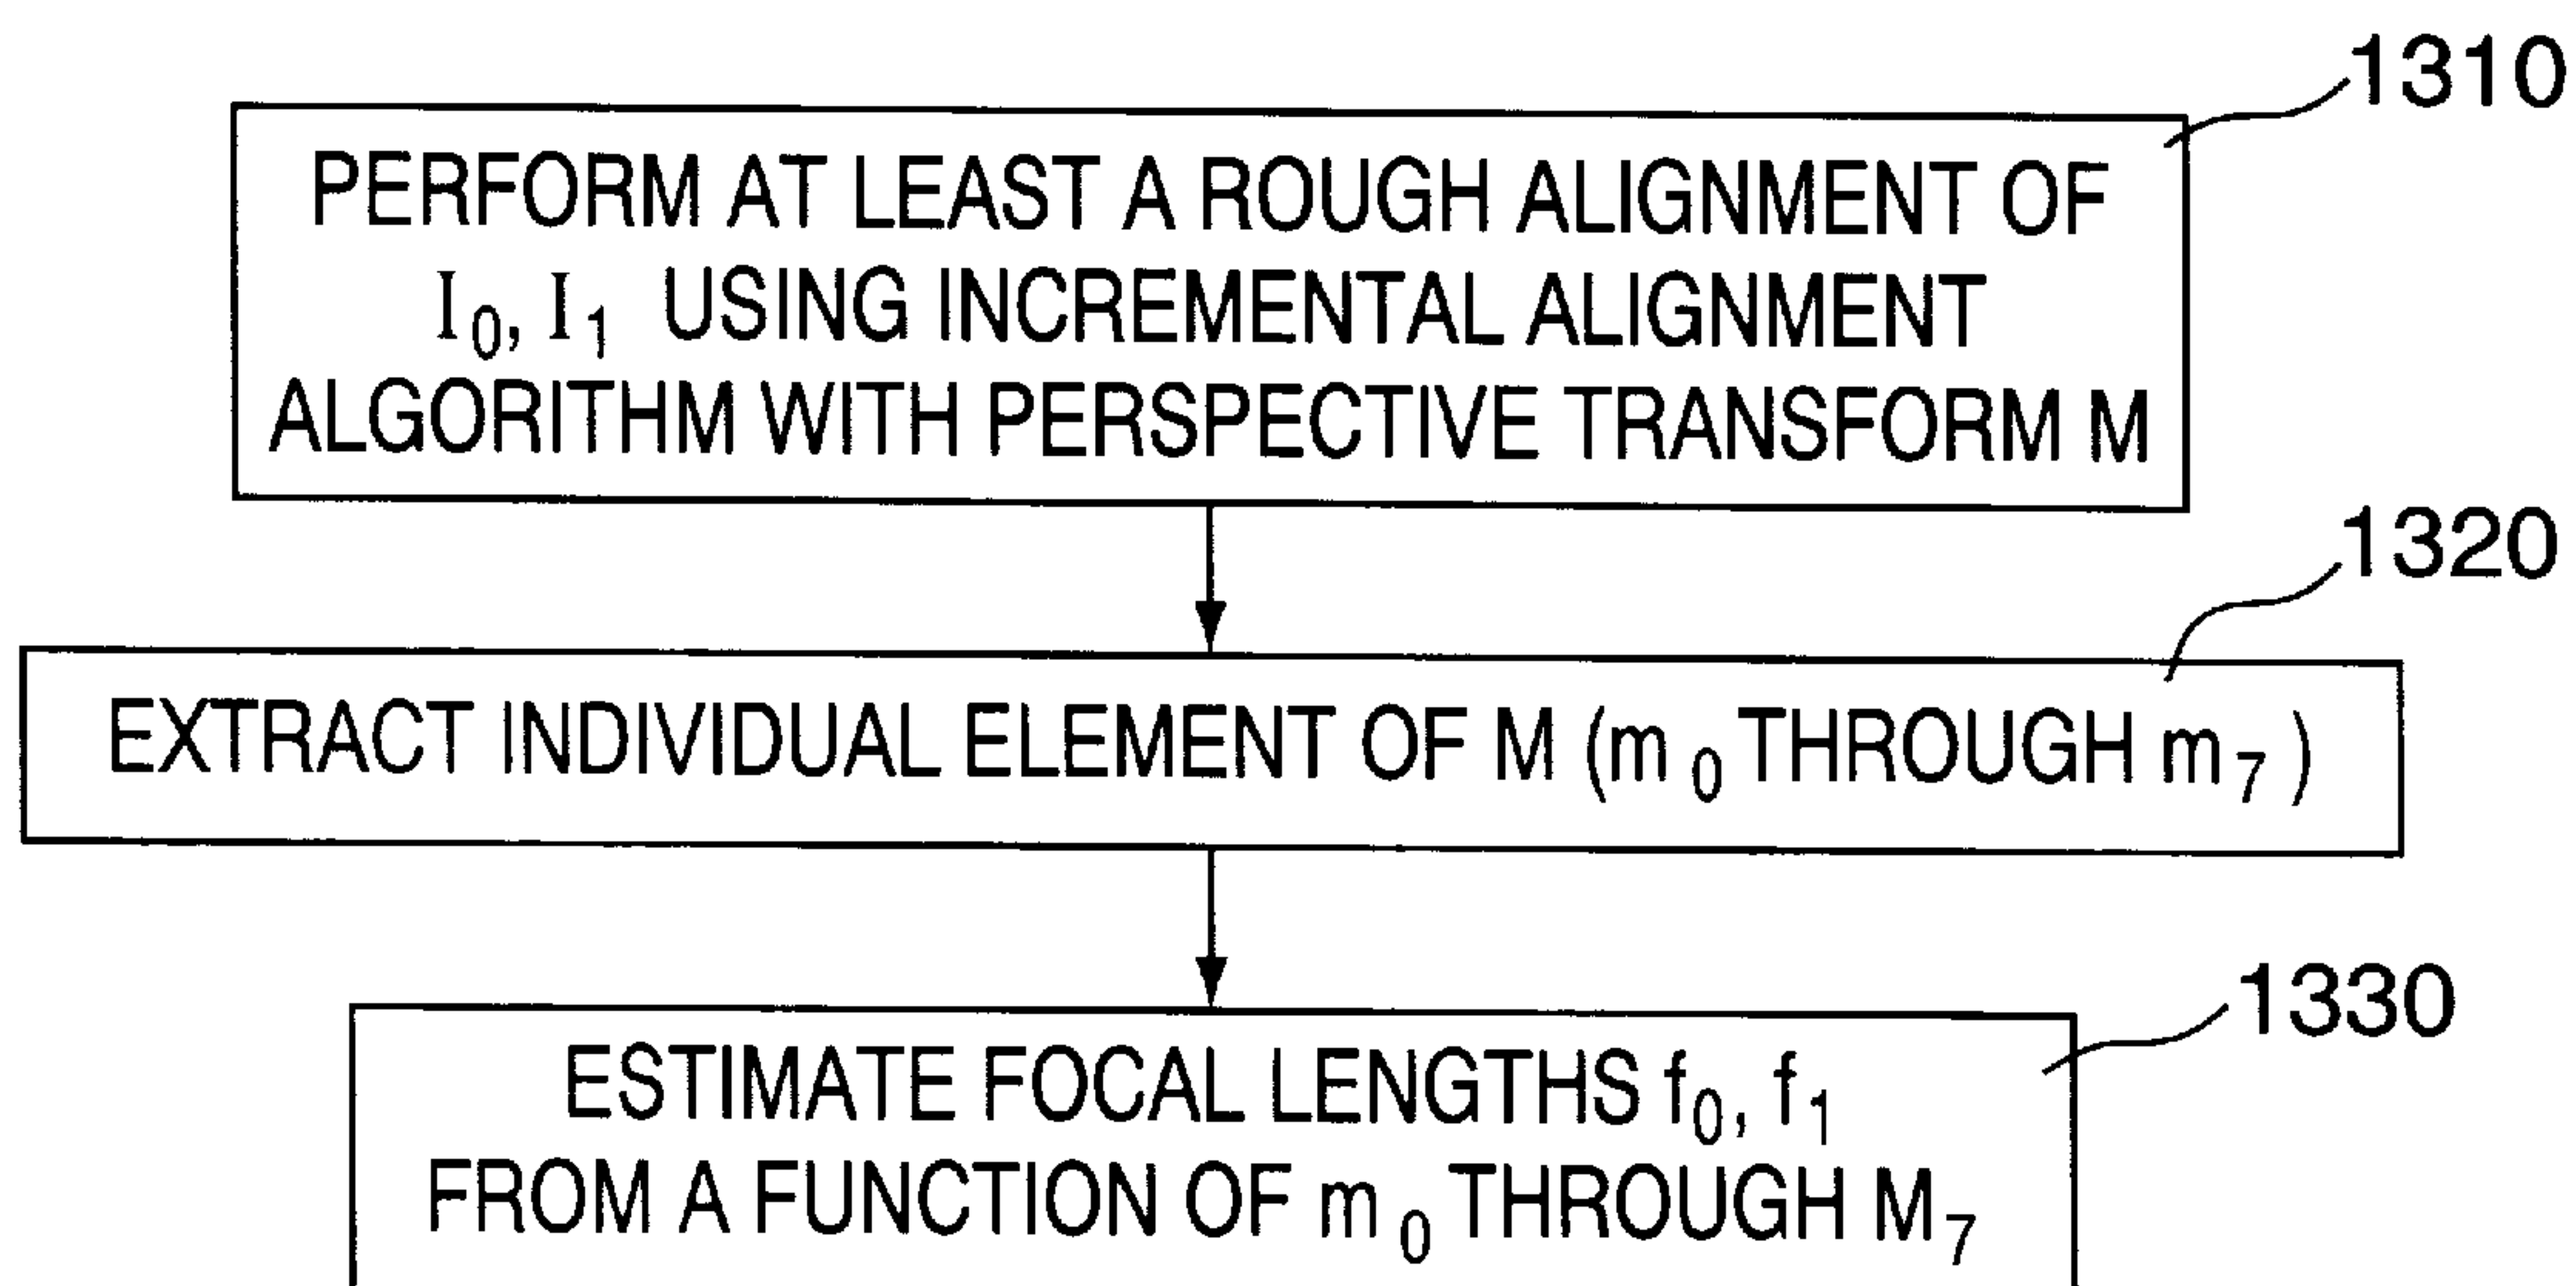 1310
PERFORM AT LEAST A ROUGH ALIGNMENT OF
I₀, I₁ USING INCREMENTAL ALIGNMENT
ALGORITHM WITH PERSPECTIVE TRANSFORM M
1320
EXTRACT INDIVIDUAL ELEMENT OF M (m₀ THROUGH m₇)
1330
ESTIMATE FOCAL LENGTHS f₀, f₁
FROM A FUNCTION OF m₀ THROUGH M₇